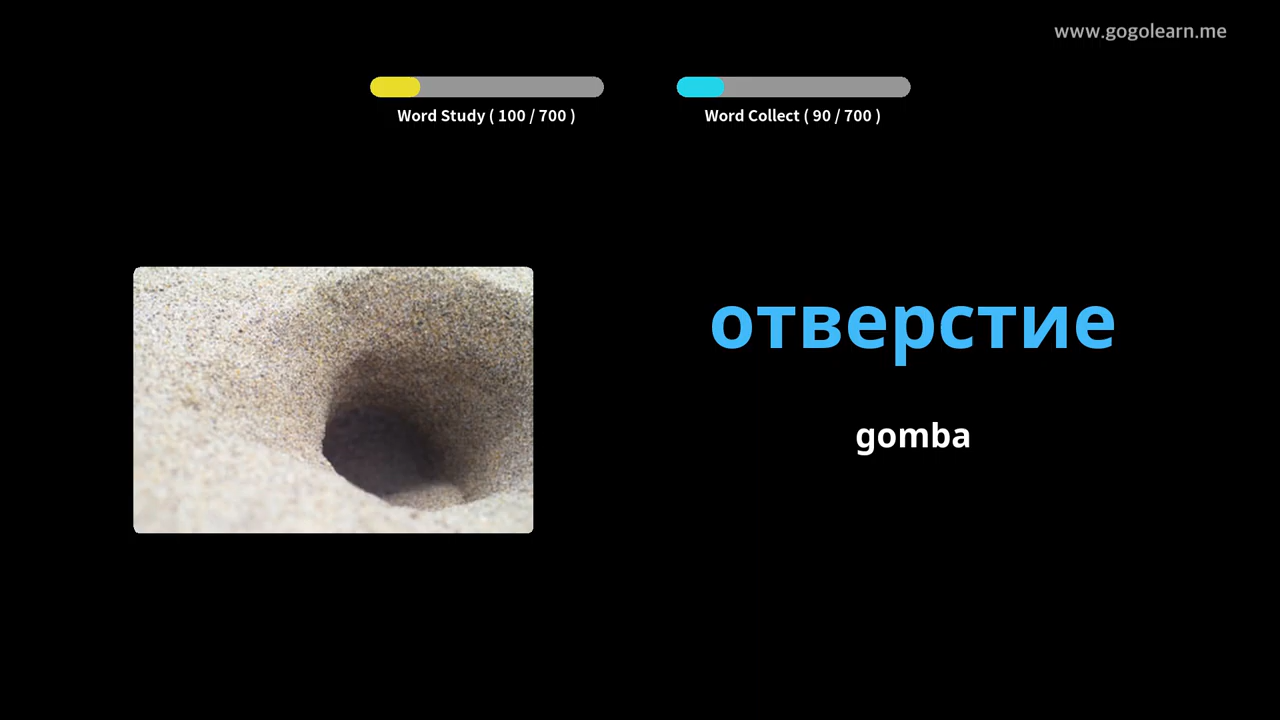 www.gogolearn.me
Word Study ( 100 / 700 )
Word Collect ( 90 / 700 )
отверстие
gomba